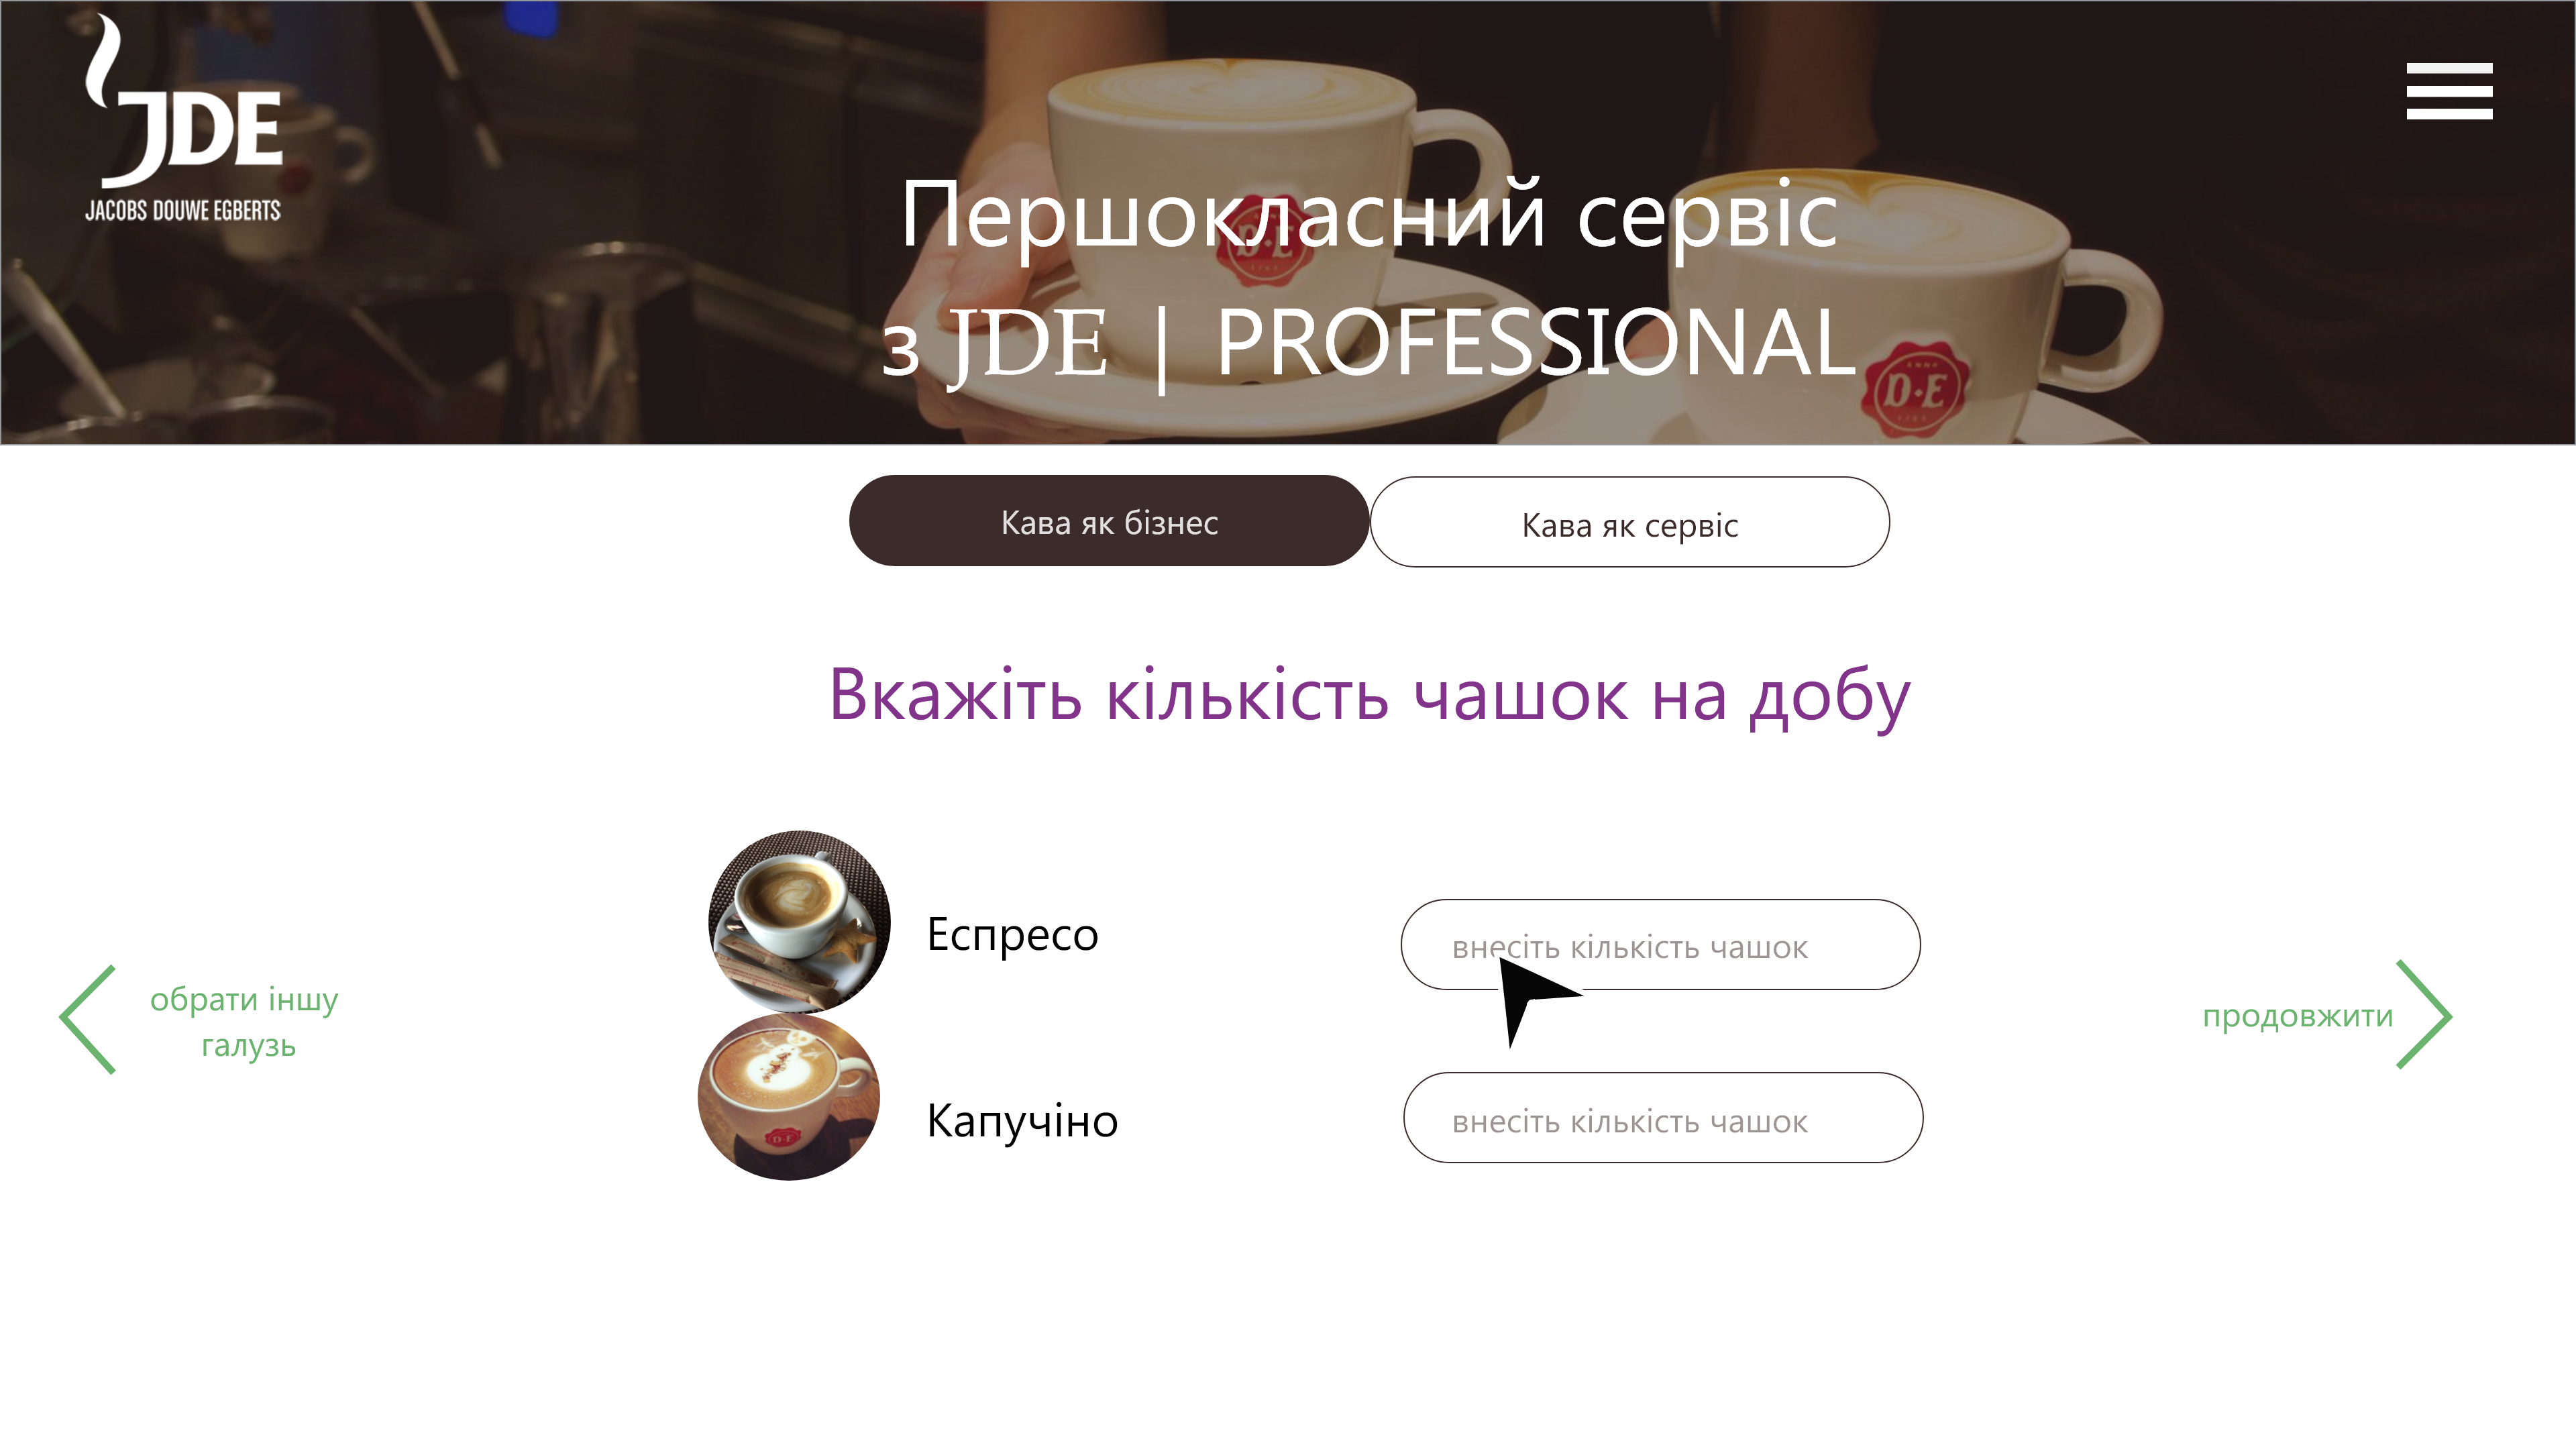 JDE
JACOBS DOUWE EGBERTS
Першокласний сервіс
з JDE | PROFESSIONAL
D·E
D·E
Кава як бізнес
Кава як сервіс
Вкажіть кількість чашок на добу
Еспресо
внесіть кількість чашок
обрати іншу
галузь
продовжити
Капучіно
внесіть кількість чашок
D·E